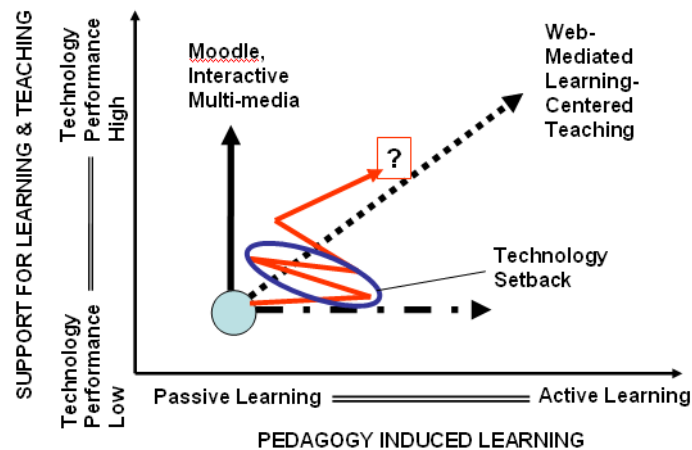 SUPPORT FOR LEARNING & TEACHING
Technology
Performance
High
Technology
Performance
Low
Moodle,
Interactive
Multi-media
Web-
Mediated
Learning-
Centered
Teaching
?
Technology
Setback
Passive Learning
Active Learning
PEDAGOGY INDUCED LEARNING